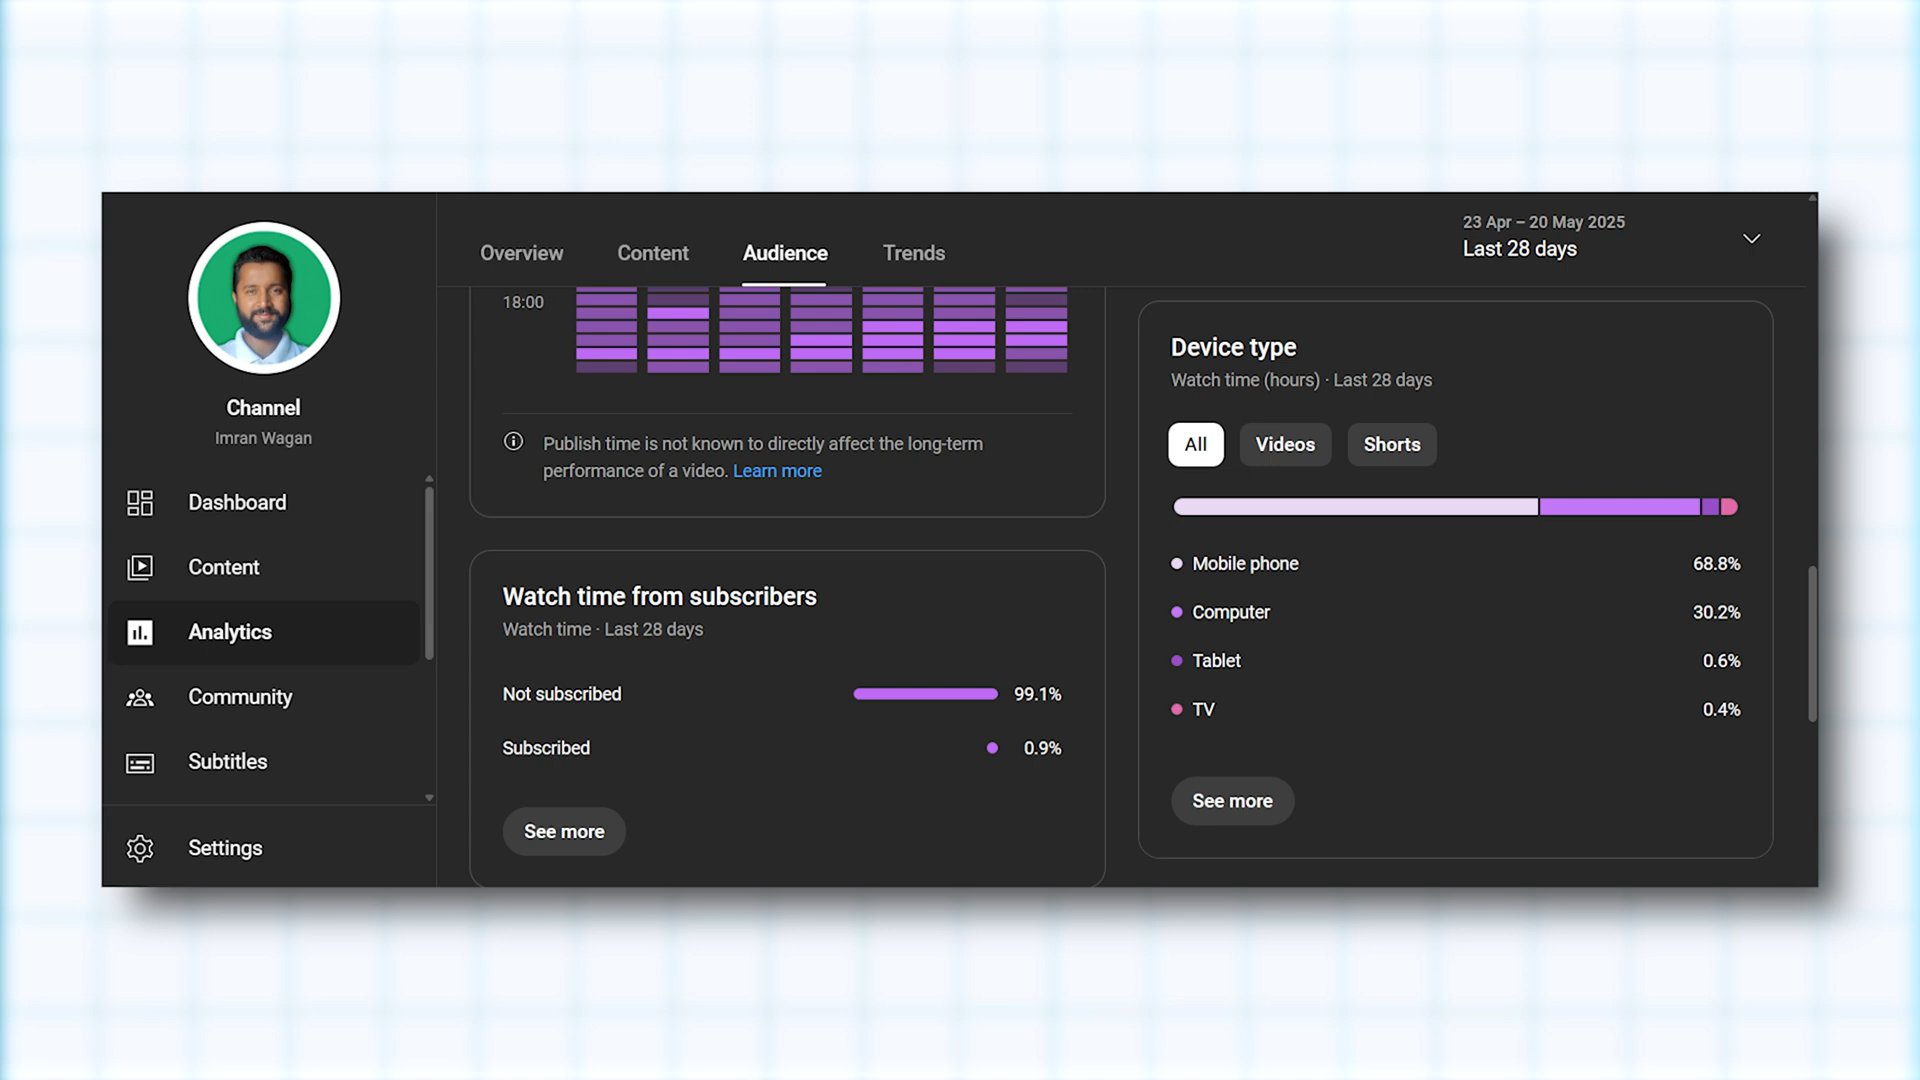 Channel
Imran Wagan
Dashboard
Content
Analytics
Community
Subtitles
Settings
Overview
Content
Audience
Trends
23 Apr – 20 May 2025
Last 28 days
18:00
Publish time is not known to directly affect the long-term
performance of a video. Learn more
Watch time from subscribers
Watch time · Last 28 days
Not subscribed 99.1%
Subscribed 0.9%
See more
Device type
Watch time (hours) · Last 28 days
All
Videos
Shorts
Mobile phone 68.8%
Computer 30.2%
Tablet 0.6%
TV 0.4%
See more